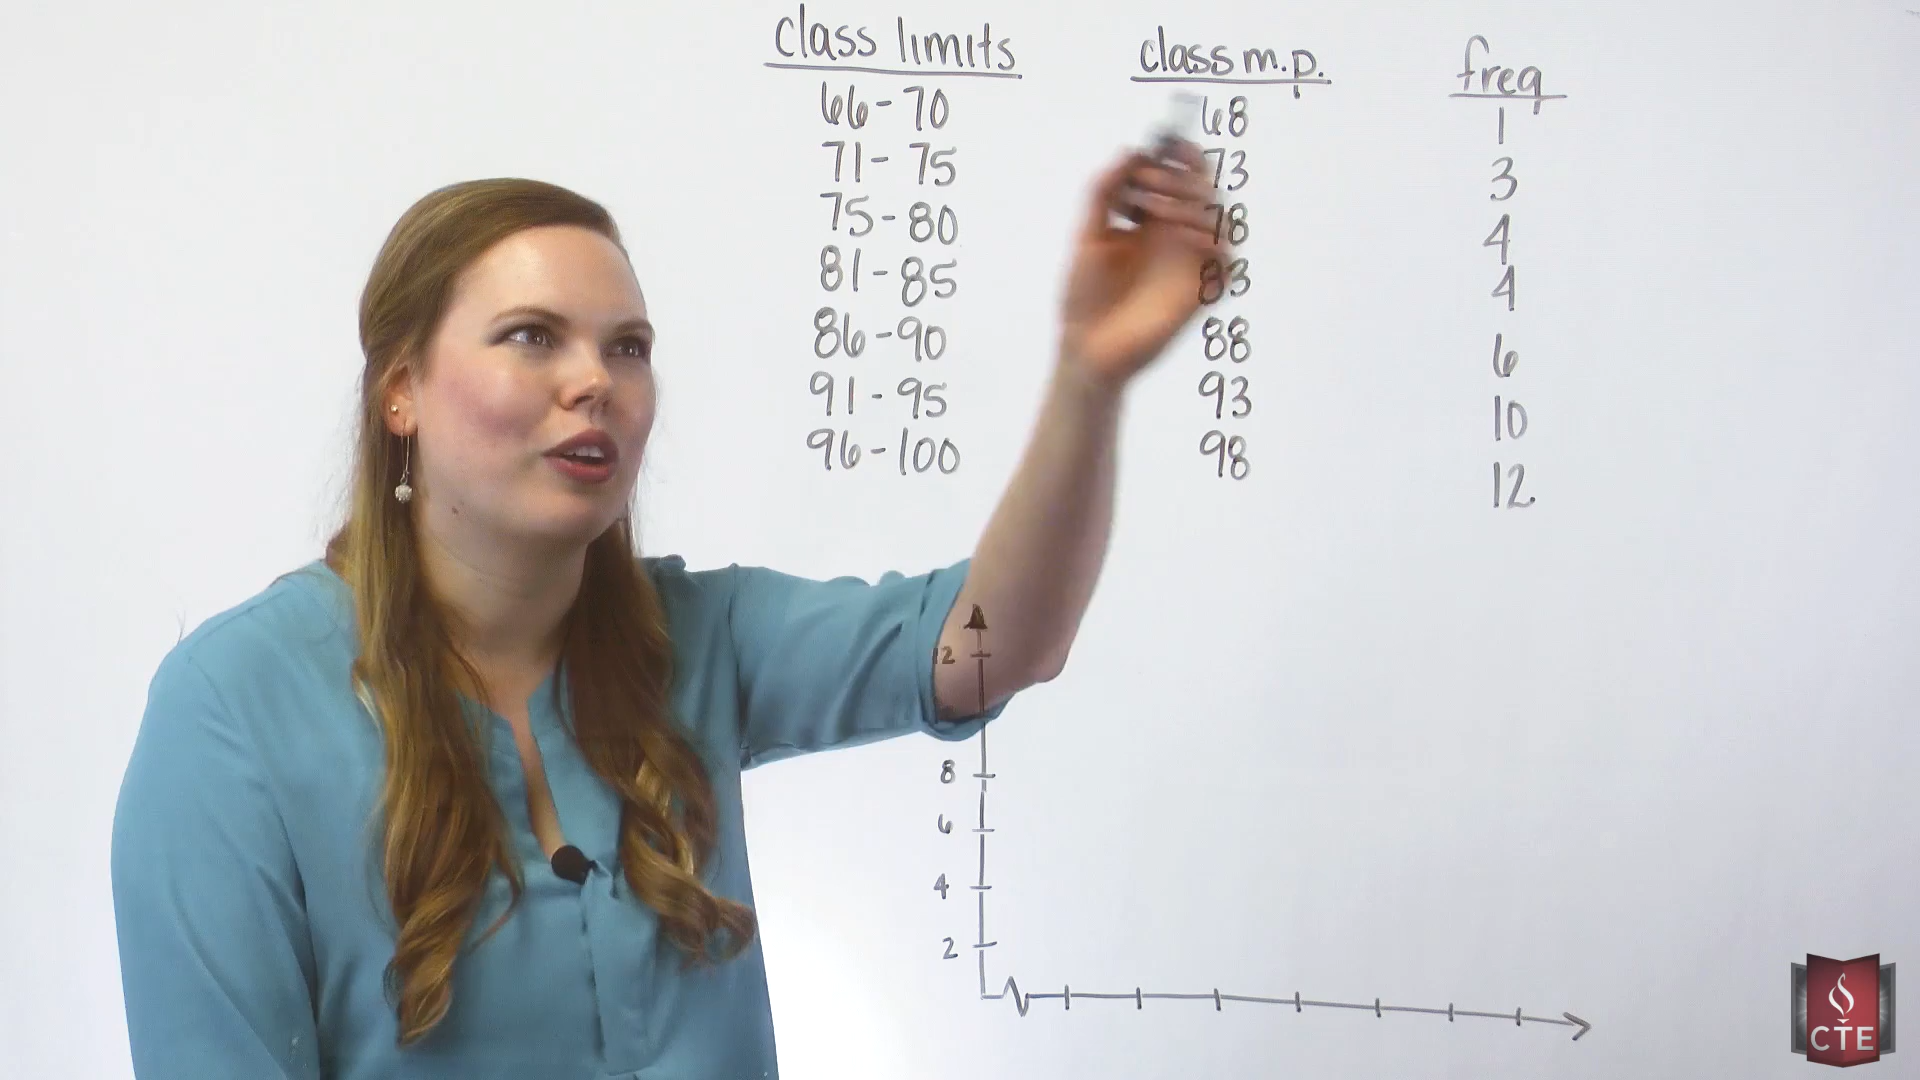 class limits class m.p. freq
66-70 68 1
71-75 73 3
75-80 78 4
81-85 83 4
86-90 88 6
91-95 93 10
96-100 98 12
12
8
6
4
2
CTE